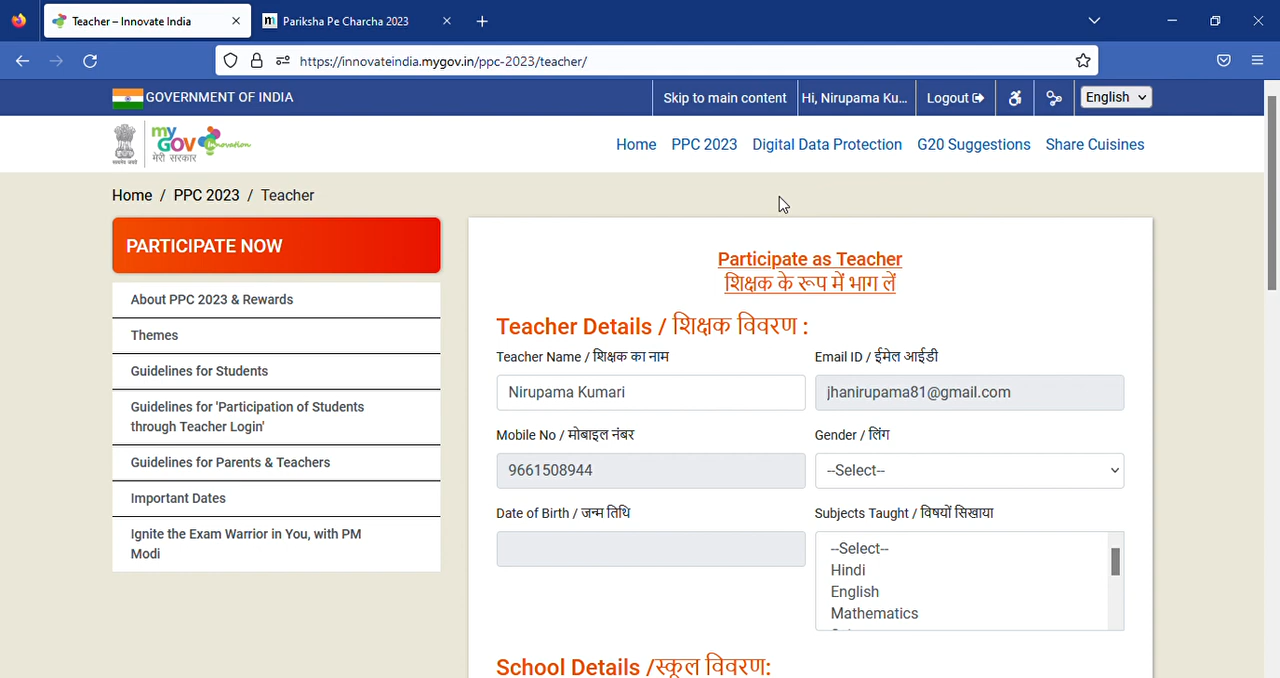 Teacher – Innovate India
Pariksha Pe Charcha 2023
https://innovateindia.mygov.in/ppc-2023/teacher/
GOVERNMENT OF INDIA
Skip to main content
Hi, Nirupama Ku...
Logout
English
my
GOV
मेरी सरकार
Innovation
Home
PPC 2023
Digital Data Protection
G20 Suggestions
Share Cuisines
Home / PPC 2023 / Teacher
PARTICIPATE NOW
About PPC 2023 & Rewards
Themes
Guidelines for Students
Guidelines for 'Participation of Students
through Teacher Login'
Guidelines for Parents & Teachers
Important Dates
Ignite the Exam Warrior in You, with PM
Modi
Participate as Teacher
शिक्षक के रूप में भाग लें
Teacher Details / शिक्षक विवरण :
Teacher Name / शिक्षक का नाम
Nirupama Kumari
Email ID / ईमेल आईडी
jhanirupama81@gmail.com
Mobile No / मोबाइल नंबर
9661508944
Gender / लिंग
--Select--
Date of Birth / जन्म तिथि
Subjects Taught / विषयों सिखाया
--Select--
Hindi
English
Mathematics
School Details /स्कूल विवरण: